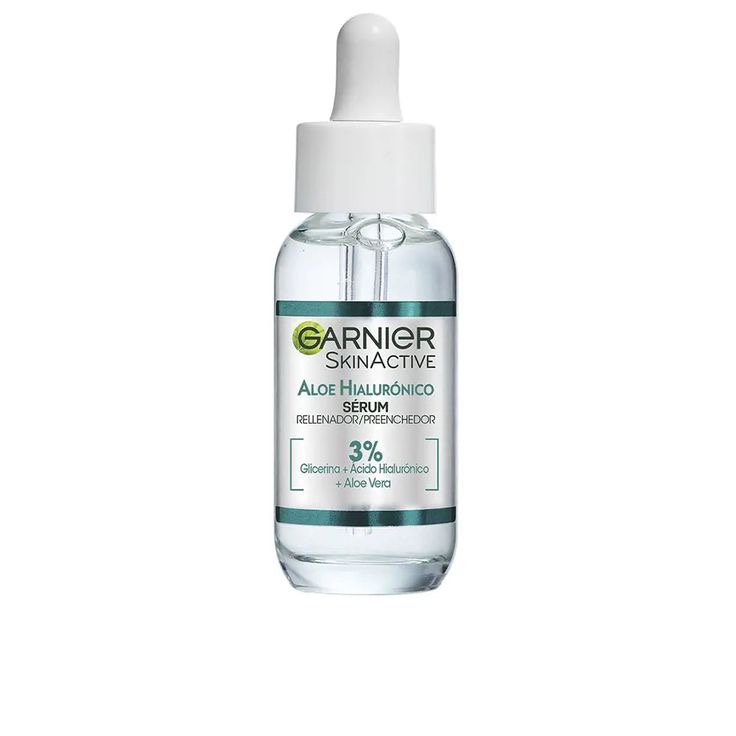 GARNIER
SKINACTIVE
ALOE HIALURÓNICO
SÉRUM
RELLENADOR/PREENCHEDOR
3%
Glicerina + Ácido Hialurónico
+ Aloe Vera